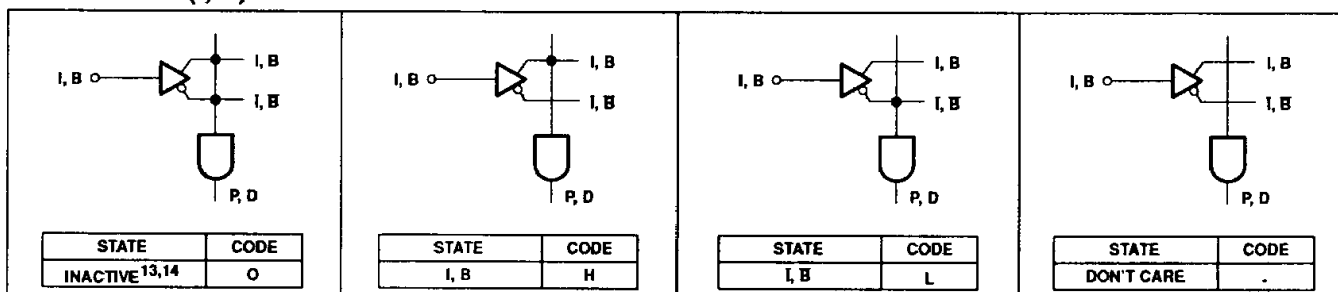 I, B
I, B
I̅, B̅
P, D
STATE CODE
INACTIVE13,14 O
I, B
I, B
I̅, B̅
P, D
STATE CODE
I, B H
I, B
I, B
I̅, B̅
P, D
STATE CODE
I̅, B̅ L
I, B
I, B
I̅, B̅
P, D
STATE CODE
DON'T CARE -